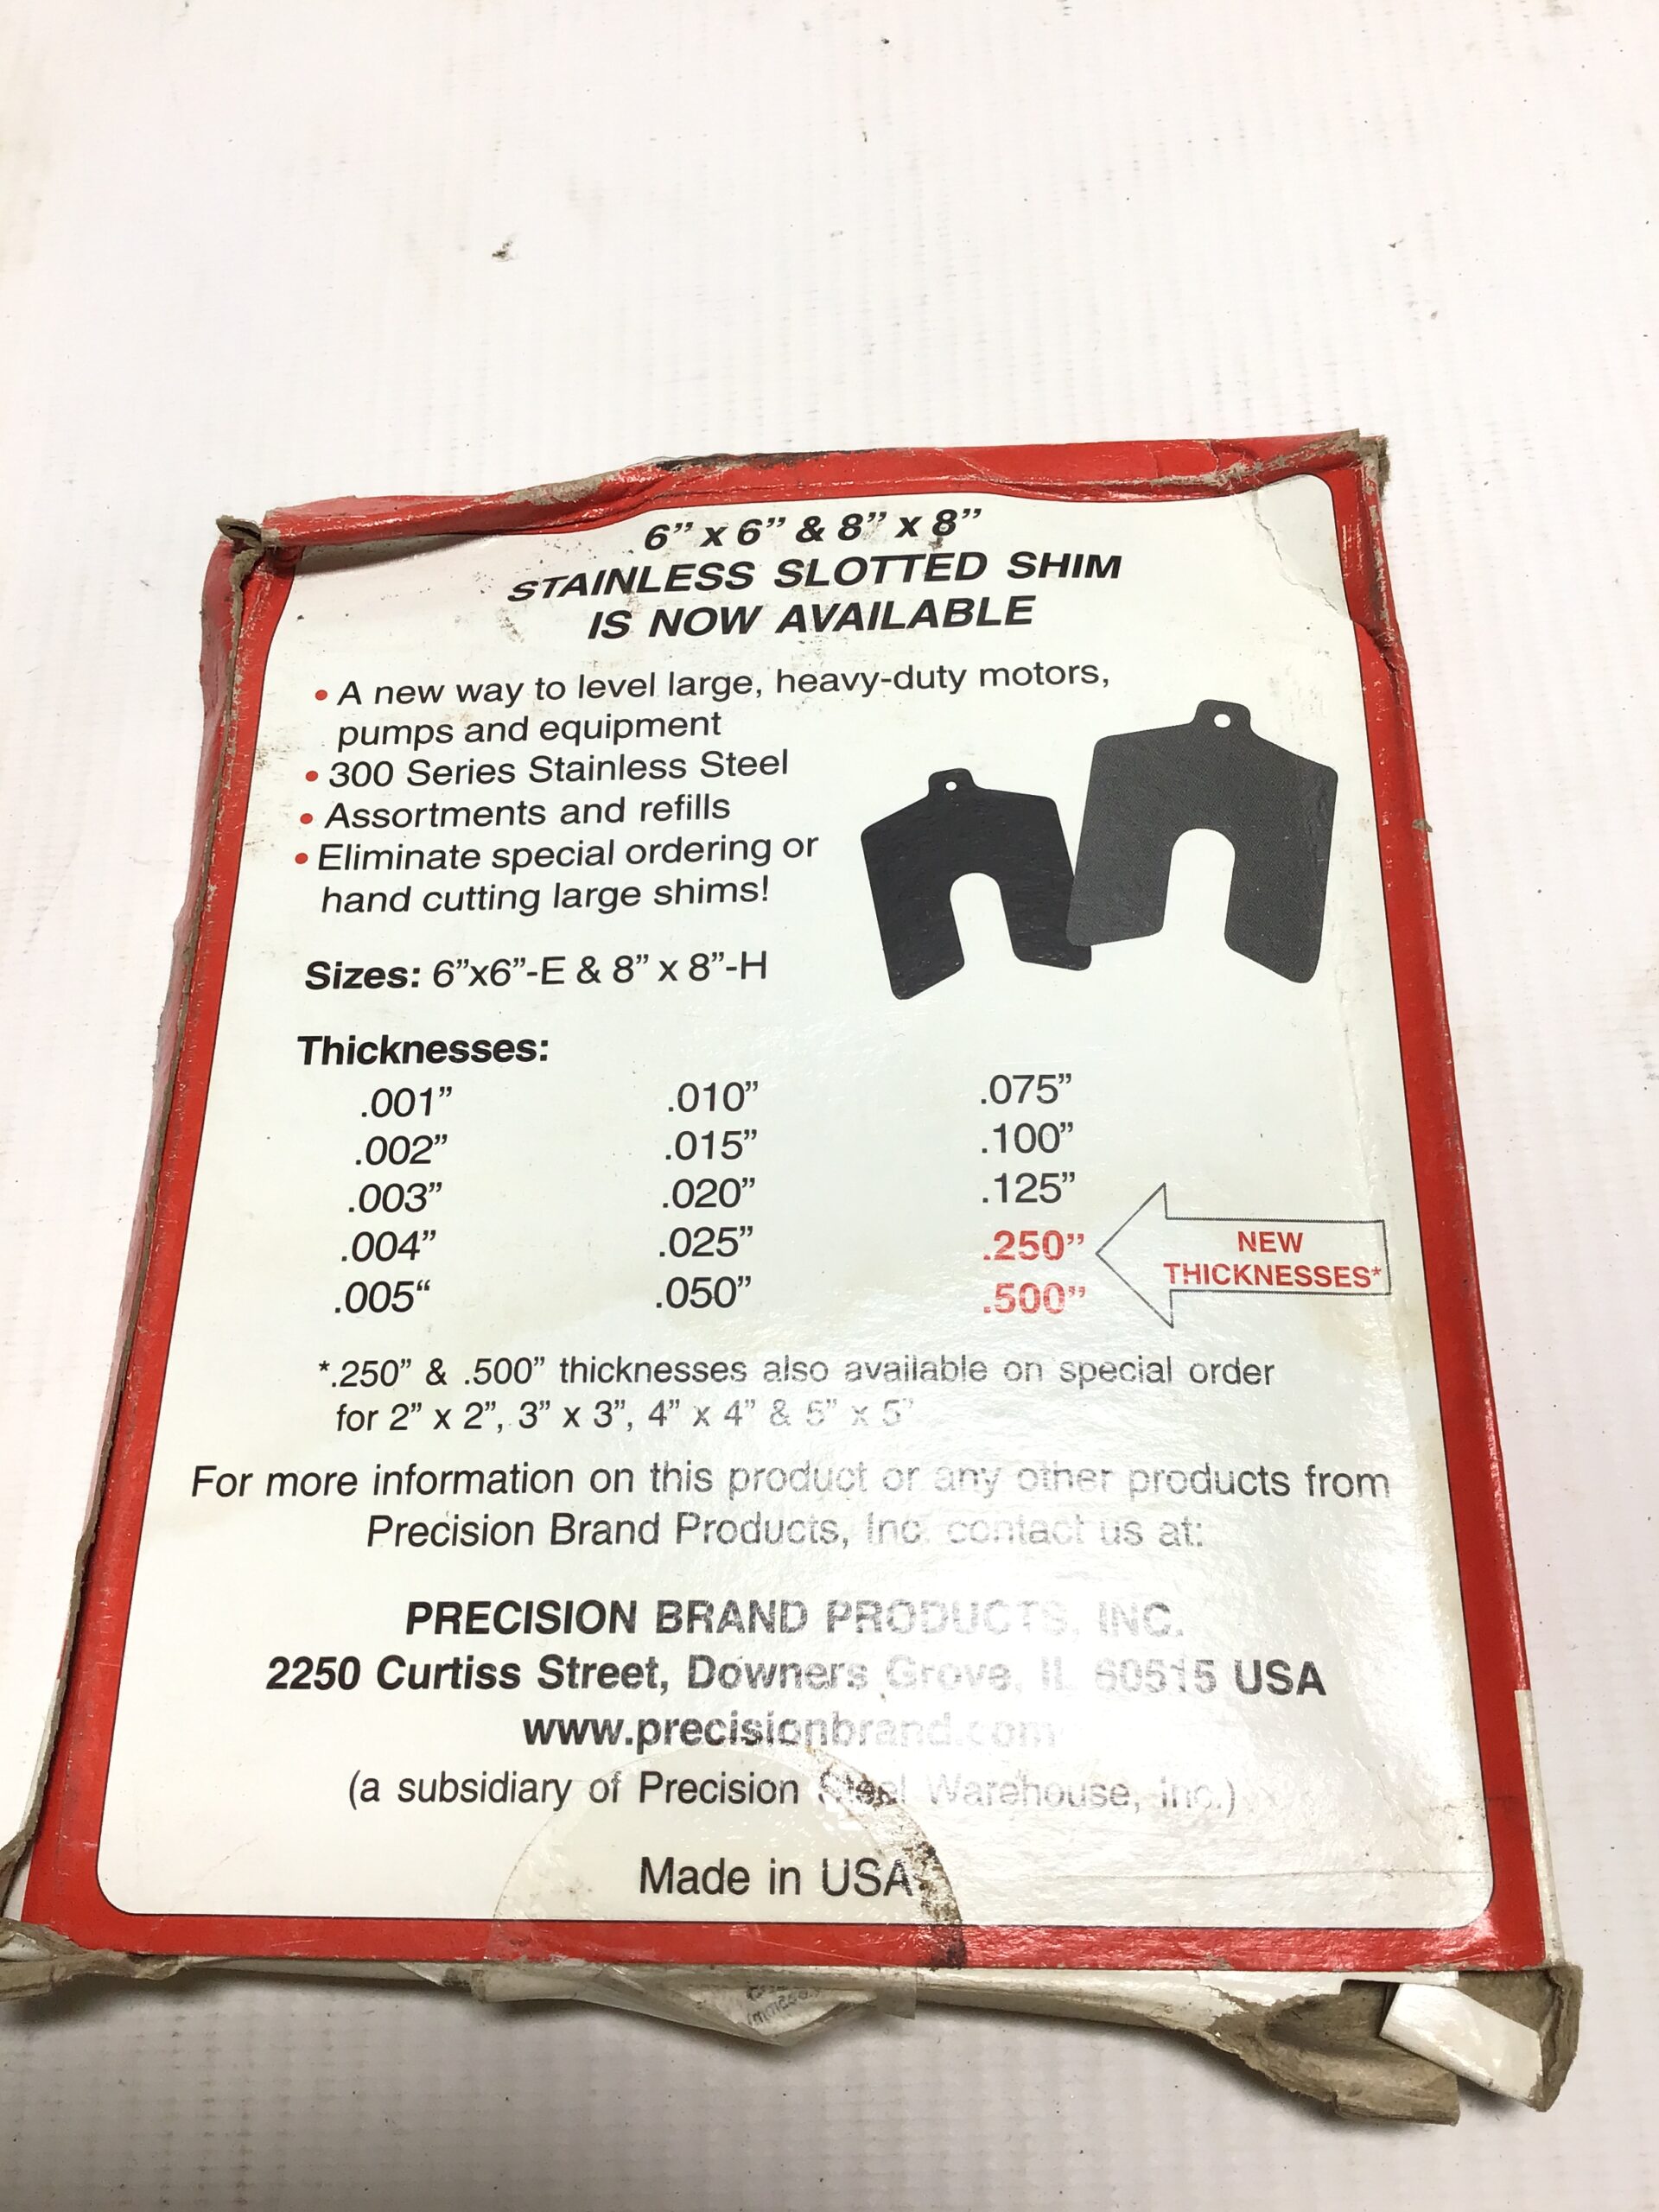 6” x 6” & 8” x 8”
STAINLESS SLOTTED SHIM
IS NOW AVAILABLE
• A new way to level large, heavy-duty motors,
pumps and equipment
• 300 Series Stainless Steel
• Assortments and refills
• Eliminate special ordering or
hand cutting large shims!
Sizes: 6”x6”-E & 8” x 8”-H
Thicknesses:
.001” .010” .075”
.002” .015” .100”
.003” .020” .125”
.004” .025” .250”
.005“ .050” .500”
NEW
THICKNESSES*
*.250” & .500” thicknesses also available on special order
for 2” x 2”, 3” x 3”, 4” x 4” & 5” x 5”
For more information on this product or any other products from
Precision Brand Products, Inc. contact us at:
PRECISION BRAND PRODUCTS, INC.
2250 Curtiss Street, Downers Grove, IL 60515 USA
www.precisionbrand.com
(a subsidiary of Precision Steel Warehouse, Inc.)
Made in USA